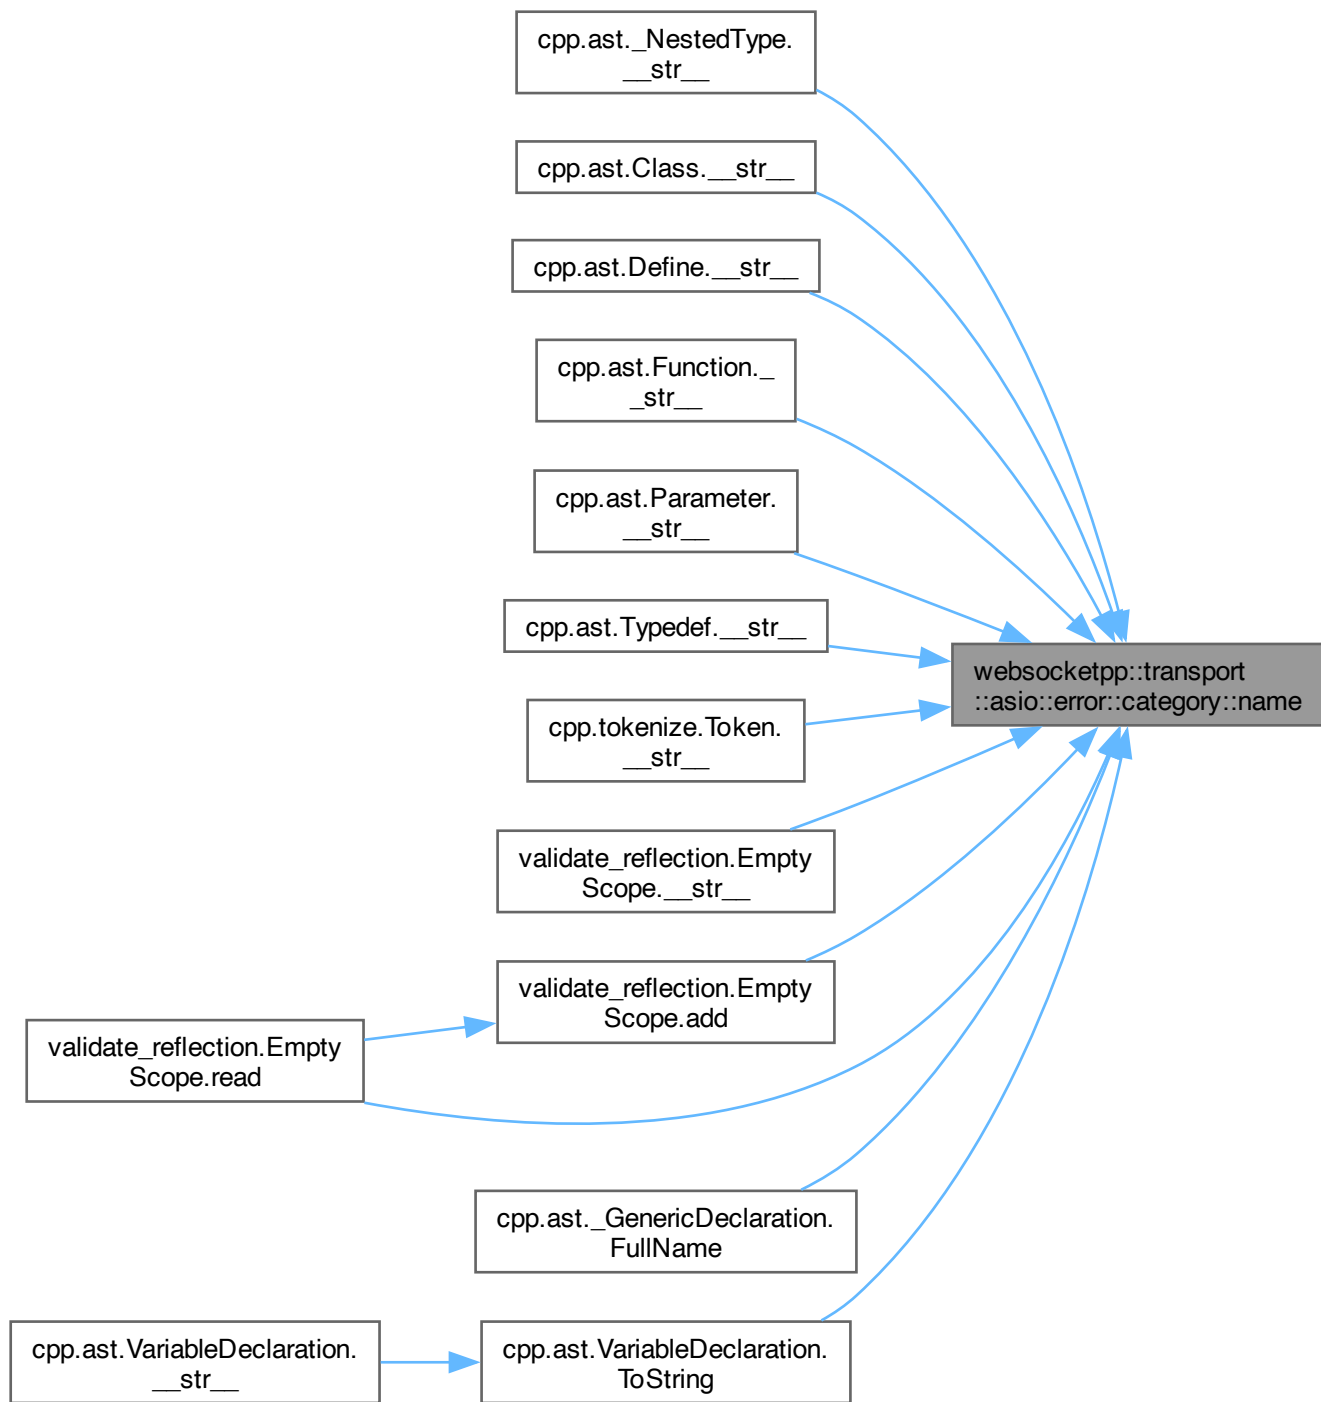 cpp.ast._NestedType.
__str__
cpp.ast.Class.__str__
cpp.ast.Define.__str__
cpp.ast.Function._
_str__
cpp.ast.Parameter.
__str__
cpp.ast.Typedef.__str__
websocketpp::transport
::asio::error::category::name
cpp.tokenize.Token.
__str__
validate_reflection.Empty
Scope.__str__
validate_reflection.Empty
Scope.add
validate_reflection.Empty
Scope.read
cpp.ast._GenericDeclaration.
FullName
cpp.ast.VariableDeclaration.
__str__
cpp.ast.VariableDeclaration.
ToString